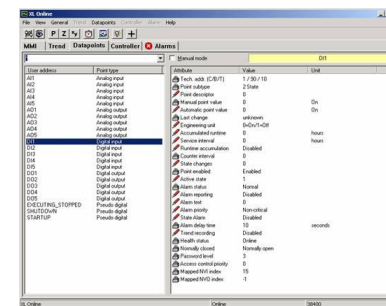 XL Online
File View General Trend Datapoints Controller Alarm Help
P Z
MMI Trend Datapoints Controller Alarms
Manual mode DI1
User address Point type
AI1 Analog input
AI2 Analog input
AI3 Analog input
AI4 Analog input
AI5 Analog input
AO1 Analog output
AO2 Analog output
AO3 Analog output
AO4 Analog output
AO5 Analog output
DI1 Digital input
DI2 Digital input
DI3 Digital input
DI4 Digital input
DI5 Digital input
DO1 Digital output
DO2 Digital output
DO3 Digital output
DO4 Digital output
DO5 Digital output
EXECUTING_STOPPED Pseudo digital
SHUTDOWN Pseudo digital
STARTUP Pseudo digital
Attribute Value Unit
Tech. addr. (C/B/T) 1 / 90 / 10
Point subtype 2 State
Point descriptor 0
Manual point value 0 On
Automatic point value 0 On
Last change unknown
Engineering unit 0=On/1=Off
Accumulated runtime 0 hours
Service interval 0 hours
Runtime accumulation Disabled
Counter interval 0
State changes 0
Point enabled Enabled
Active state 1
Alarm status Normal
Alarm reporting Disabled
Alarm text 0
Alarm priority Non-critical
State Alarm Disabled
Alarm delay time 10 seconds
Trend recording Disabled
Health status Online
Normally closed Normally open
Password level 3
Access control priority 0
Mapped NVI index 15
Mapped NVO index -1
XL Online Online 38400